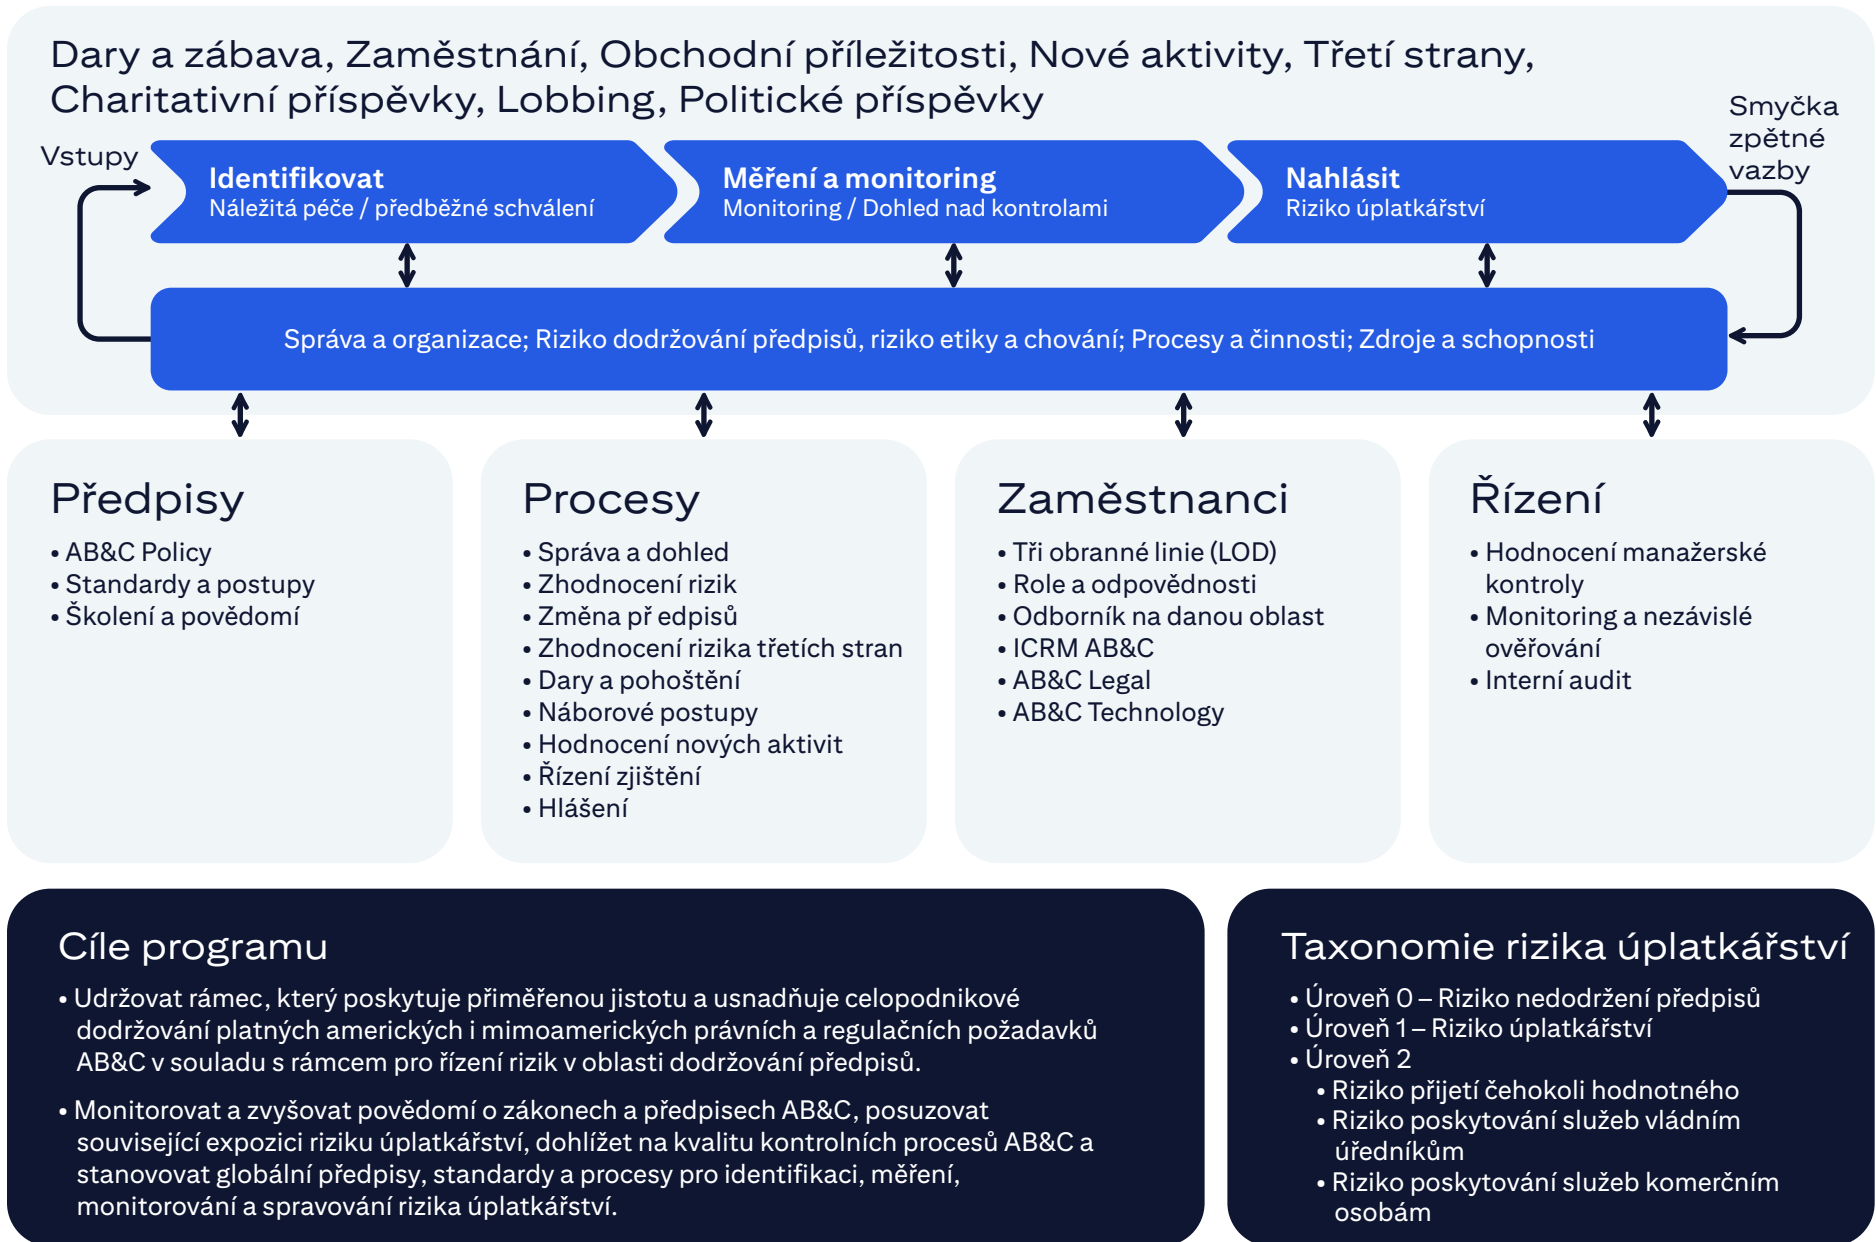 Dary a zábava, Zaměstnání, Obchodní příležitosti, Nové aktivity, Třetí strany,
Charitativní příspěvky, Lobbing, Politické příspěvky
Smyčka
zpětné
vazby
Vstupy
Identifikovat
Náležitá péče / předběžné schválení
Měření a monitoring
Monitoring / Dohled nad kontrolami
Nahlásit
Riziko úplatkářství
Správa a organizace; Riziko dodržování předpisů, riziko etiky a chování; Procesy a činnosti; Zdroje a schopnosti
Předpisy
• AB&C Policy
• Standardy a postupy
• Školení a povědomí
Procesy
• Správa a dohled
• Zhodnocení rizik
• Změna př edpisů
• Zhodnocení rizika třetích stran
• Dary a pohoštění
• Náborové postupy
• Hodnocení nových aktivit
• Řízení zjištění
• Hlášení
Zaměstnanci
• Tři obranné linie (LOD)
• Role a odpovědnosti
• Odborník na danou oblast
• ICRM AB&C
• AB&C Legal
• AB&C Technology
Řízení
• Hodnocení manažerské
kontroly
• Monitoring a nezávislé
ověřování
• Interní audit
Cíle programu
• Udržovat rámec, který poskytuje přiměřenou jistotu a usnadňuje celopodnikové
dodržování platných amerických i mimoamerických právních a regulačních požadavků
AB&C v souladu s rámcem pro řízení rizik v oblasti dodržování předpisů.
• Monitorovat a zvyšovat povědomí o zákonech a předpisech AB&C, posuzovat
související expozici riziku úplatkářství, dohlížet na kvalitu kontrolních procesů AB&C a
stanovovat globální předpisy, standardy a procesy pro identifikaci, měření,
monitorování a spravování rizika úplatkářství.
Taxonomie rizika úplatkářství
• Úroveň 0 – Riziko nedodržení předpisů
• Úroveň 1 – Riziko úplatkářství
• Úroveň 2
• Riziko přijetí čehokoli hodnotného
• Riziko poskytování služeb vládním
úředníkům
• Riziko poskytování služeb komerčním
osobám